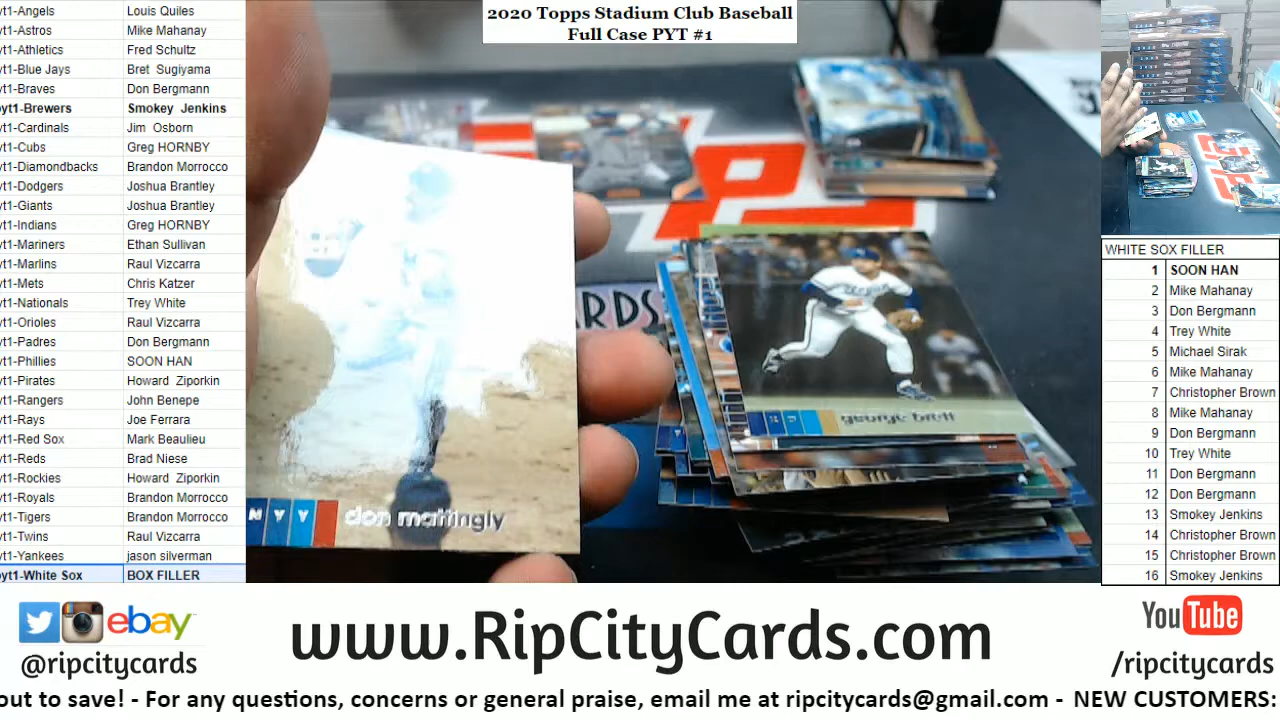 pyt1-Angels Louis Quiles
yt1-Astros Mike Mahanay
yt1-Athletics Fred Schultz
yt1-Blue Jays Bret Sugiyama
yt1-Braves Don Bergmann
pyt1-Brewers Smokey Jenkins
yt1-Cardinals Jim Osborn
yt1-Cubs Greg HORNBY
yt1-Diamondbacks Brandon Morrocco
yt1-Dodgers Joshua Brantley
yt1-Giants Joshua Brantley
yt1-Indians Greg HORNBY
yt1-Mariners Ethan Sullivan
yt1-Marlins Raul Vizcarra
yt1-Mets Chris Katzer
yt1-Nationals Trey White
yt1-Orioles Raul Vizcarra
yt1-Padres Don Bergmann
yt1-Phillies SOON HAN
yt1-Pirates Howard Ziporkin
yt1-Rangers John Benepe
yt1-Rays Joe Ferrara
yt1-Red Sox Mark Beaulieu
yt1-Reds Brad Niese
yt1-Rockies Howard Ziporkin
yt1-Royals Brandon Morrocco
yt1-Tigers Brandon Morrocco
yt1-Twins Raul Vizcarra
yt1-Yankees jason silverman
pyt1-White Sox BOX FILLER
2020 Topps Stadium Club Baseball
Full Case PYT #1
ARDS
george brett
NYY don mattingly
WHITE SOX FILLER
1 SOON HAN
2 Mike Mahanay
3 Don Bergmann
4 Trey White
5 Michael Sirak
6 Mike Mahanay
7 Christopher Brown
8 Mike Mahanay
9 Don Bergmann
10 Trey White
11 Don Bergmann
12 Don Bergmann
13 Smokey Jenkins
14 Christopher Brown
15 Christopher Brown
16 Smokey Jenkins
ebay
@ripcitycards
www.RipCityCards.com
YouTube
/ripcitycards
out to save! - For any questions, concerns or general praise, email me at ripcitycards@gmail.com - NEW CUSTOMERS: